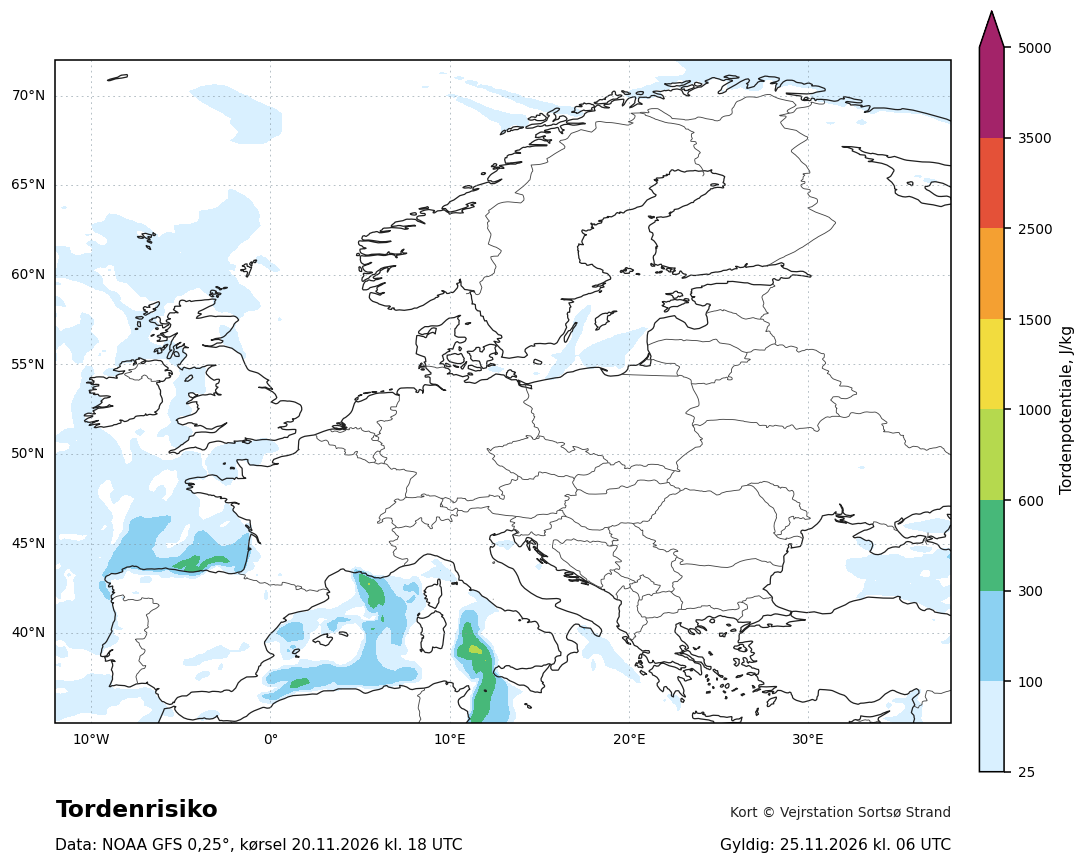 70°N
65°N
60°N
55°N
50°N
45°N
40°N
10°W
0°
10°E
20°E
30°E
5000
3500
2500
1500
1000
600
300
100
25
Tordenpotentiale, J/kg
Tordenrisiko
Kort © Vejrstation Sortsø Strand
Data: NOAA GFS 0,25°, kørsel 20.11.2026 kl. 18 UTC
Gyldig: 25.11.2026 kl. 06 UTC